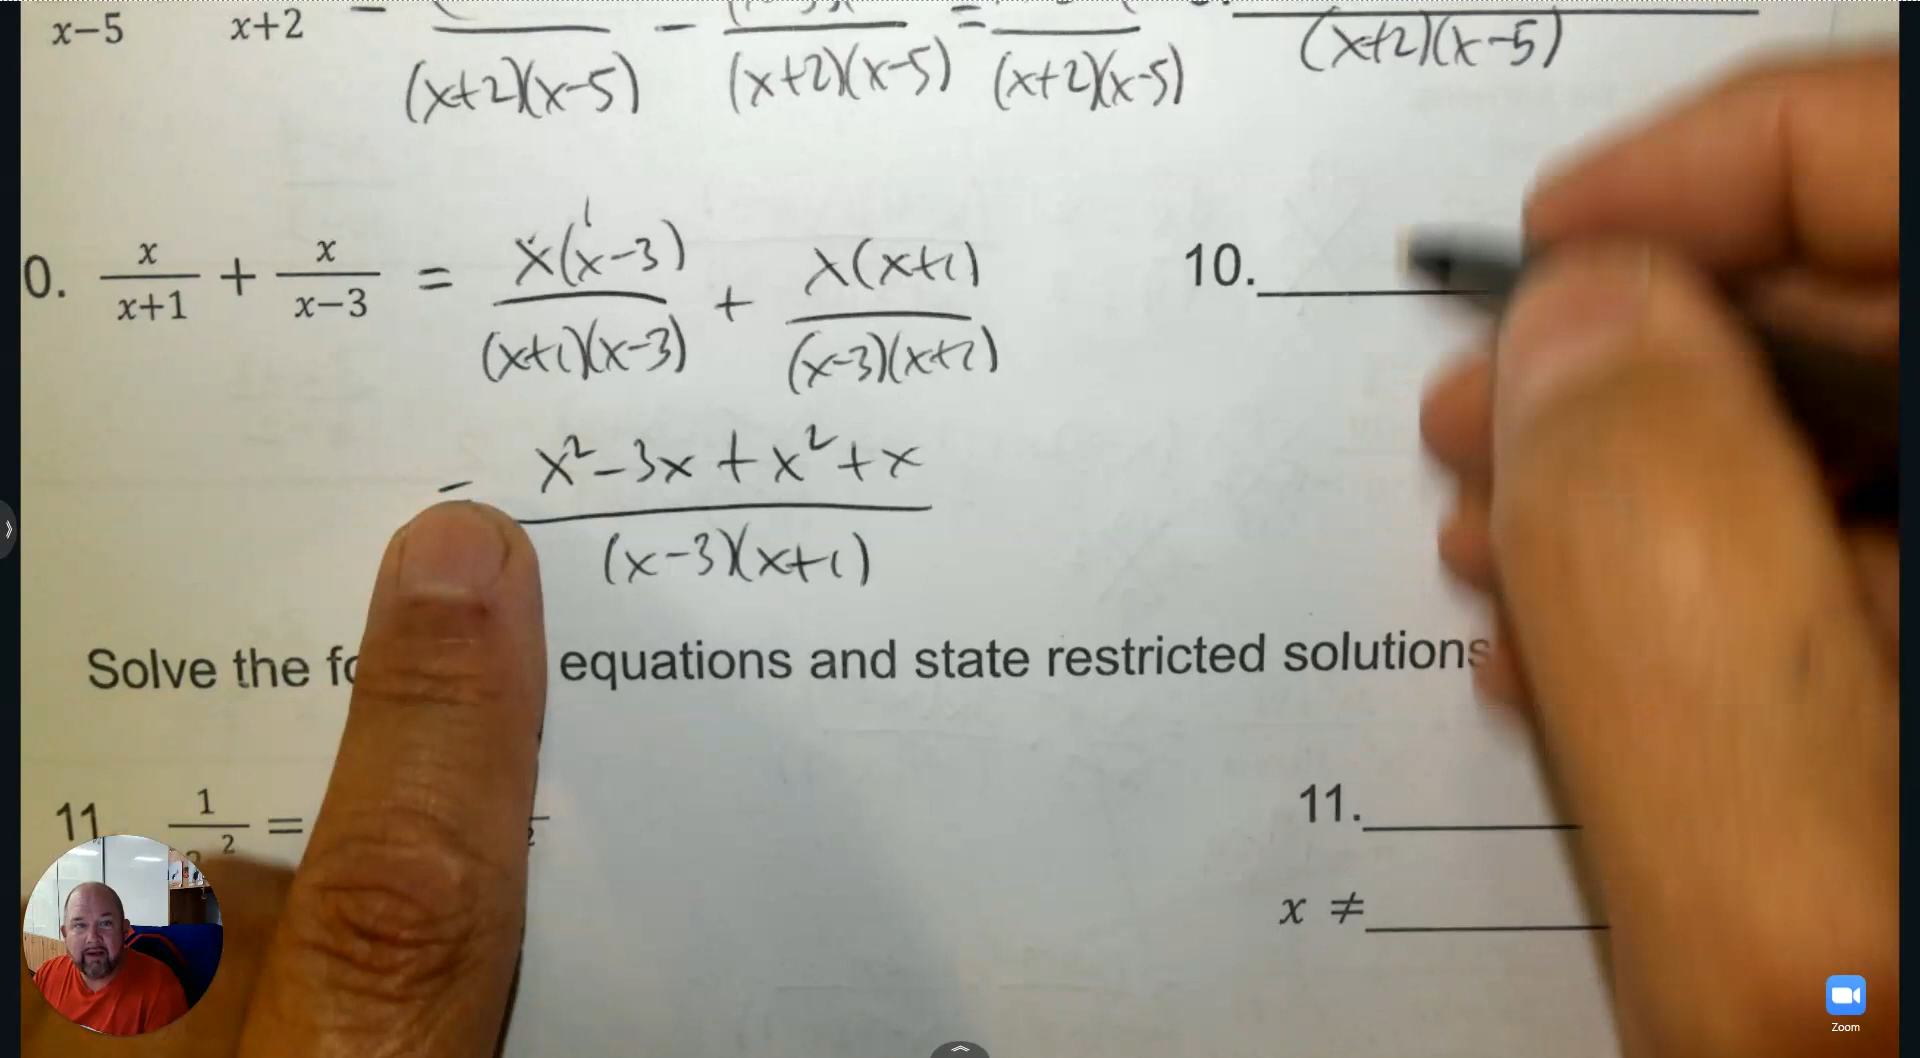 x−5 x+2 − (x+2)(x−5) − (x+2)(x−5) = (x+2)(x−5) (x+2)(x−5)
0. x/(x+1) + x/(x−3) = x(x−3)/(x+1)(x−3) + x(x+1)/(x−3)(x+1) 10.
= x²−3x+x²+x/(x−3)(x+1)
Solve the equations and state restricted solutions
11 1/ ² = 11.
x ≠
Zoom